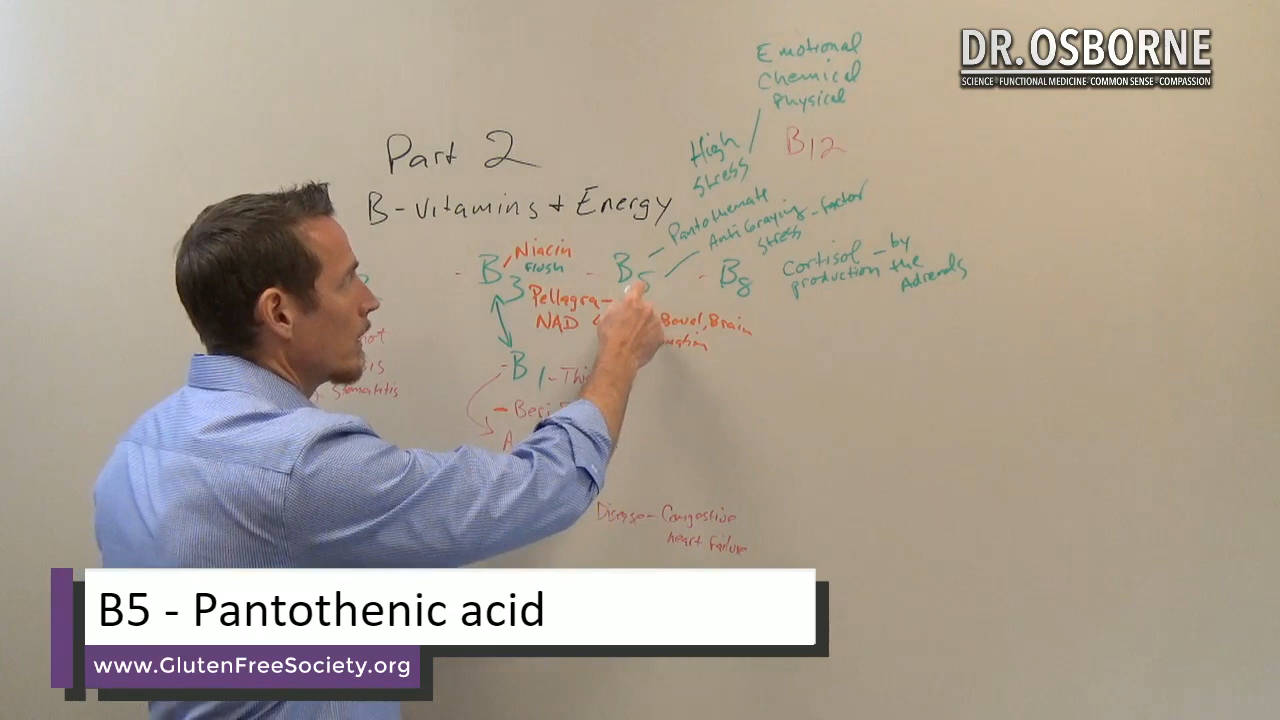 DR. OSBORNE
SCIENCE · FUNCTIONAL MEDICINE · COMMON SENSE · COMPASSION
Emotional
Chemical
Physical
High
Stress
B12
Part 2
B-vitamins + Energy
Pantothenate
Anti Graying-factor
Stress
Cortisol - by
production the
Adrenals
Niacin
Flush
B3
B5
B8
Pellagra-
NAD
Bowel, Brain
B1-
Stomatitis
Disease-Congestive
heart failure
B5 - Pantothenic acid
www.GlutenFreeSociety.org